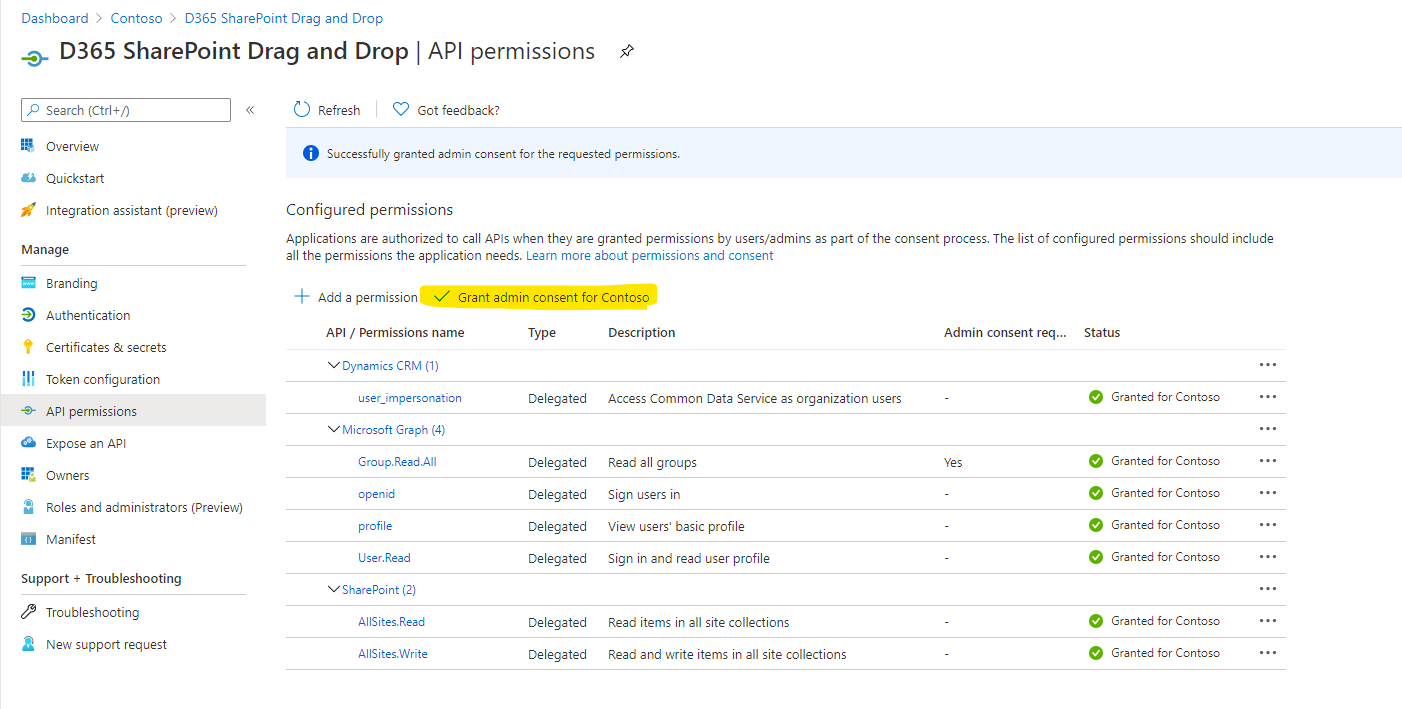 Dashboard > Contoso > D365 SharePoint Drag and Drop
D365 SharePoint Drag and Drop | API permissions
Search (Ctrl+/) «
Overview
Quickstart
Integration assistant (preview)
Manage
Branding
Authentication
Certificates & secrets
Token configuration
API permissions
Expose an API
Owners
Roles and administrators (Preview)
Manifest
Support + Troubleshooting
Troubleshooting
New support request
Refresh Got feedback?
Successfully granted admin consent for the requested permissions.
Configured permissions
Applications are authorized to call APIs when they are granted permissions by users/admins as part of the consent process. The list of configured permissions should include
all the permissions the application needs. Learn more about permissions and consent
Add a permission Grant admin consent for Contoso
API / Permissions name Type Description Admin consent req... Status
Dynamics CRM (1) ...
user_impersonation Delegated Access Common Data Service as organization users - Granted for Contoso ...
Microsoft Graph (4) ...
Group.Read.All Delegated Read all groups Yes Granted for Contoso ...
openid Delegated Sign users in - Granted for Contoso ...
profile Delegated View users' basic profile - Granted for Contoso ...
User.Read Delegated Sign in and read user profile - Granted for Contoso ...
SharePoint (2) ...
AllSites.Read Delegated Read items in all site collections - Granted for Contoso ...
AllSites.Write Delegated Read and write items in all site collections - Granted for Contoso ...